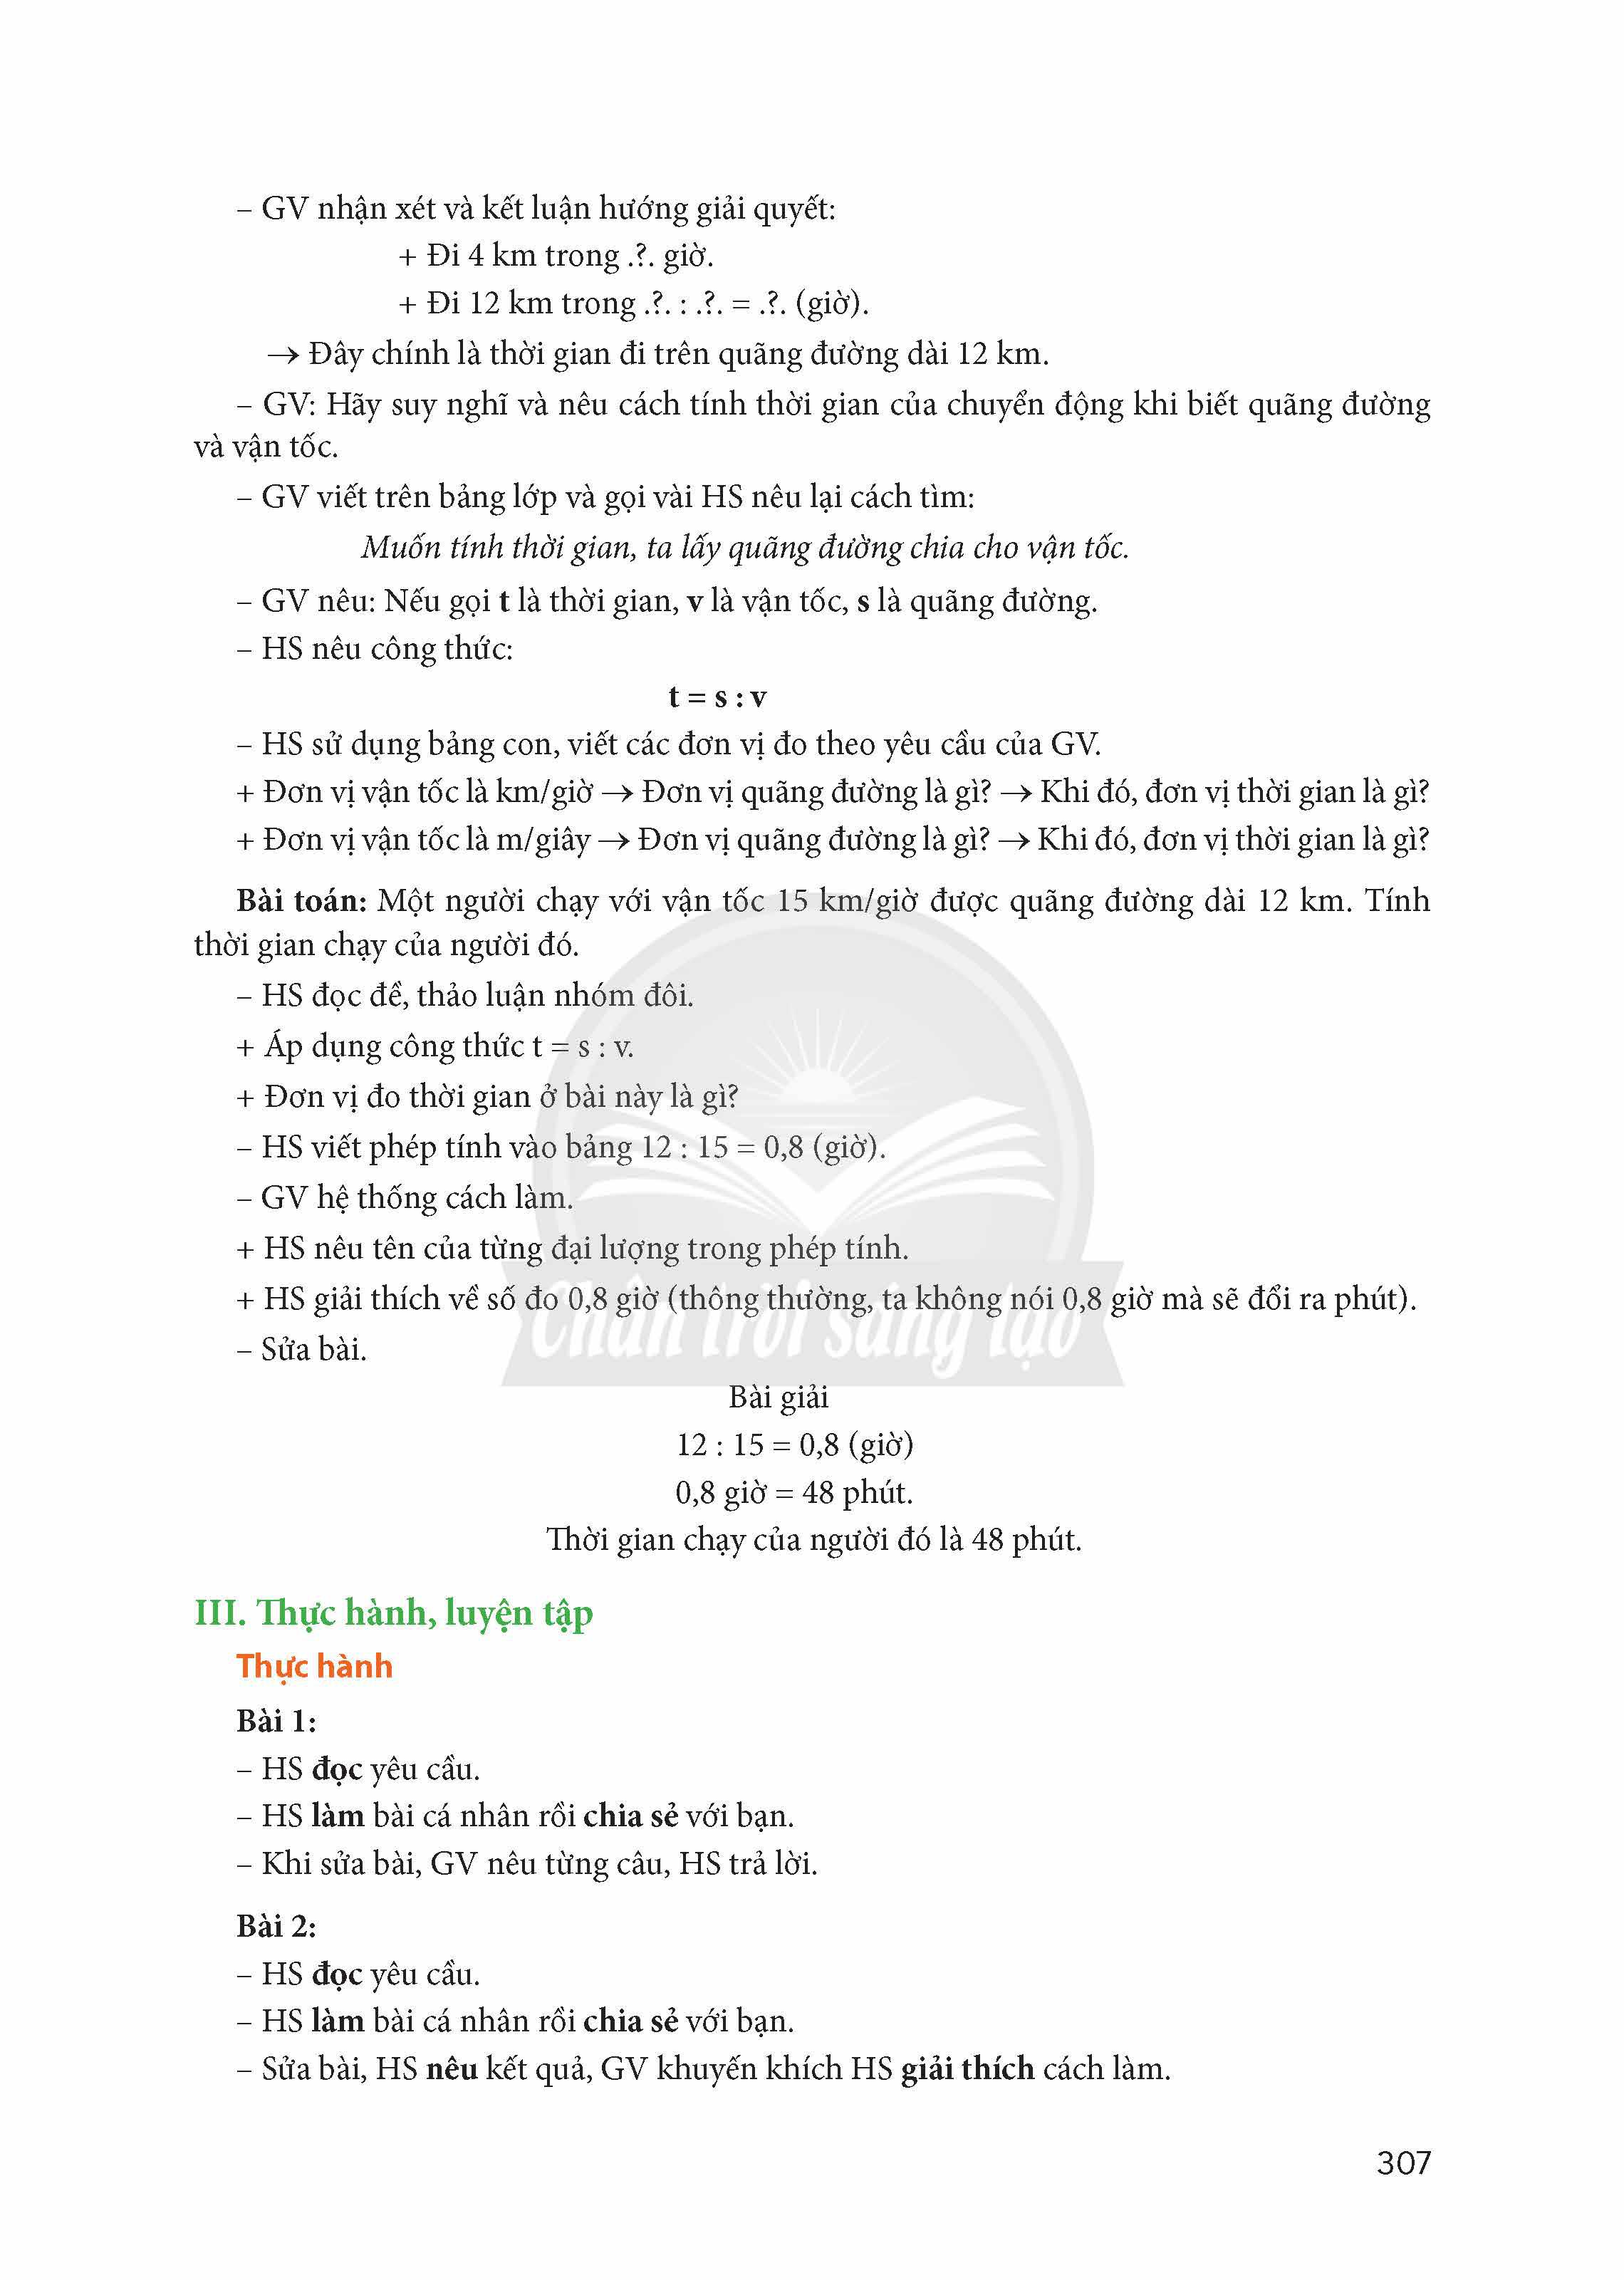 – GV nhận xét và kết luận hướng giải quyết:
+ Đi 4 km trong .?. giờ.
+ Đi 12 km trong .?. : .?. = .?. (giờ).
→ Đây chính là thời gian đi trên quãng đường dài 12 km.
– GV: Hãy suy nghĩ và nêu cách tính thời gian của chuyển động khi biết quãng đường
và vận tốc.
– GV viết trên bảng lớp và gọi vài HS nêu lại cách tìm:
Muốn tính thời gian, ta lấy quãng đường chia cho vận tốc.
– GV nêu: Nếu gọi t là thời gian, v là vận tốc, s là quãng đường.
– HS nêu công thức:
t = s : v
– HS sử dụng bảng con, viết các đơn vị đo theo yêu cầu của GV.
+ Đơn vị vận tốc là km/giờ → Đơn vị quãng đường là gì? → Khi đó, đơn vị thời gian là gì?
+ Đơn vị vận tốc là m/giây → Đơn vị quãng đường là gì? → Khi đó, đơn vị thời gian là gì?
Bài toán: Một người chạy với vận tốc 15 km/giờ được quãng đường dài 12 km. Tính
thời gian chạy của người đó.
– HS đọc đề, thảo luận nhóm đôi.
+ Áp dụng công thức t = s : v.
+ Đơn vị đo thời gian ở bài này là gì?
– HS viết phép tính vào bảng 12 : 15 = 0,8 (giờ).
– GV hệ thống cách làm.
+ HS nêu tên của từng đại lượng trong phép tính.
+ HS giải thích về số đo 0,8 giờ (thông thường, ta không nói 0,8 giờ mà sẽ đổi ra phút).
Chân trời sáng tạo
– Sửa bài.
Bài giải
12 : 15 = 0,8 (giờ)
0,8 giờ = 48 phút.
Thời gian chạy của người đó là 48 phút.
III. Thực hành, luyện tập
Thực hành
Bài 1:
– HS đọc yêu cầu.
– HS làm bài cá nhân rồi chia sẻ với bạn.
– Khi sửa bài, GV nêu từng câu, HS trả lời.
Bài 2:
– HS đọc yêu cầu.
– HS làm bài cá nhân rồi chia sẻ với bạn.
– Sửa bài, HS nêu kết quả, GV khuyến khích HS giải thích cách làm.
307